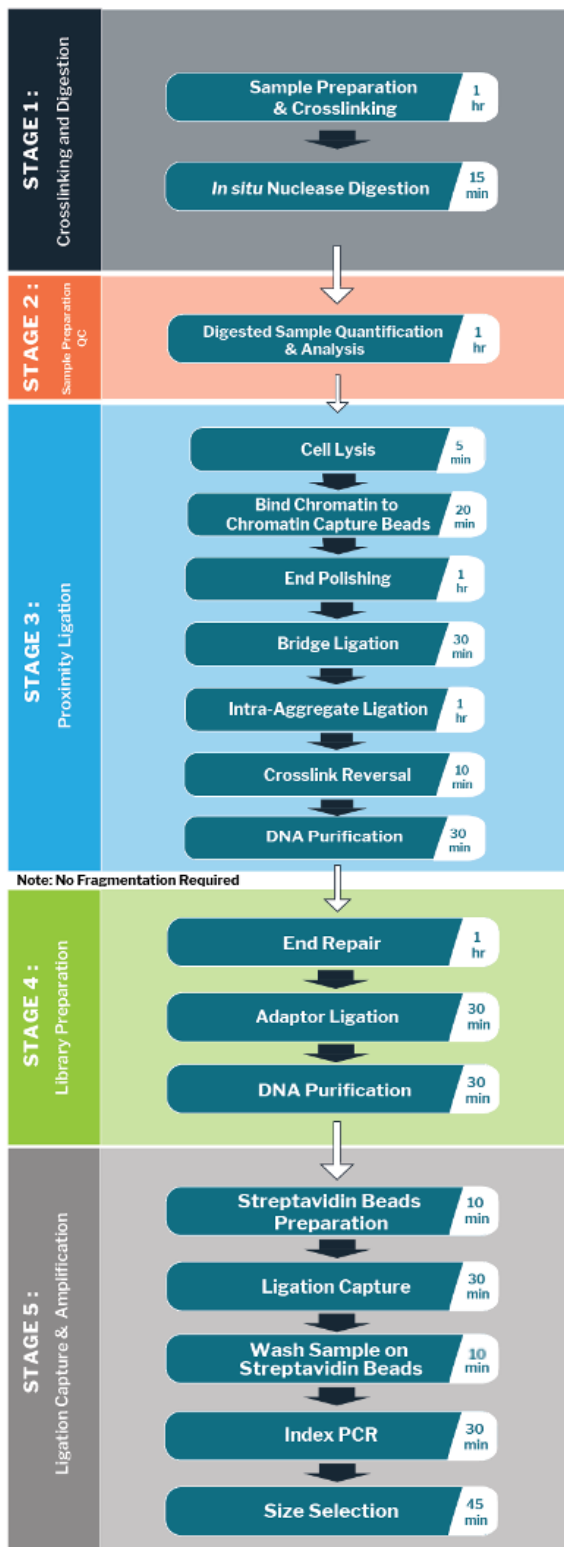 STAGE 1 :
Crosslinking and Digestion
Sample Preparation
& Crosslinking
1
hr
In situ Nuclease Digestion
15
min
STAGE 2 :
Sample Preparation
QC
Digested Sample Quantification
& Analysis
1
hr
STAGE 3 :
Proximity Ligation
Cell Lysis
5
min
Bind Chromatin to
Chromatin Capture Beads
20
min
End Polishing
1
hr
Bridge Ligation
30
min
Intra-Aggregate Ligation
1
hr
Crosslink Reversal
10
min
DNA Purification
30
min
Note: No Fragmentation Required
STAGE 4 :
Library Preparation
End Repair
1
hr
Adaptor Ligation
30
min
DNA Purification
30
min
STAGE 5 :
Ligation Capture & Amplification
Streptavidin Beads
Preparation
10
min
Ligation Capture
30
min
Wash Sample on
Streptavidin Beads
10
min
Index PCR
30
min
Size Selection
45
min